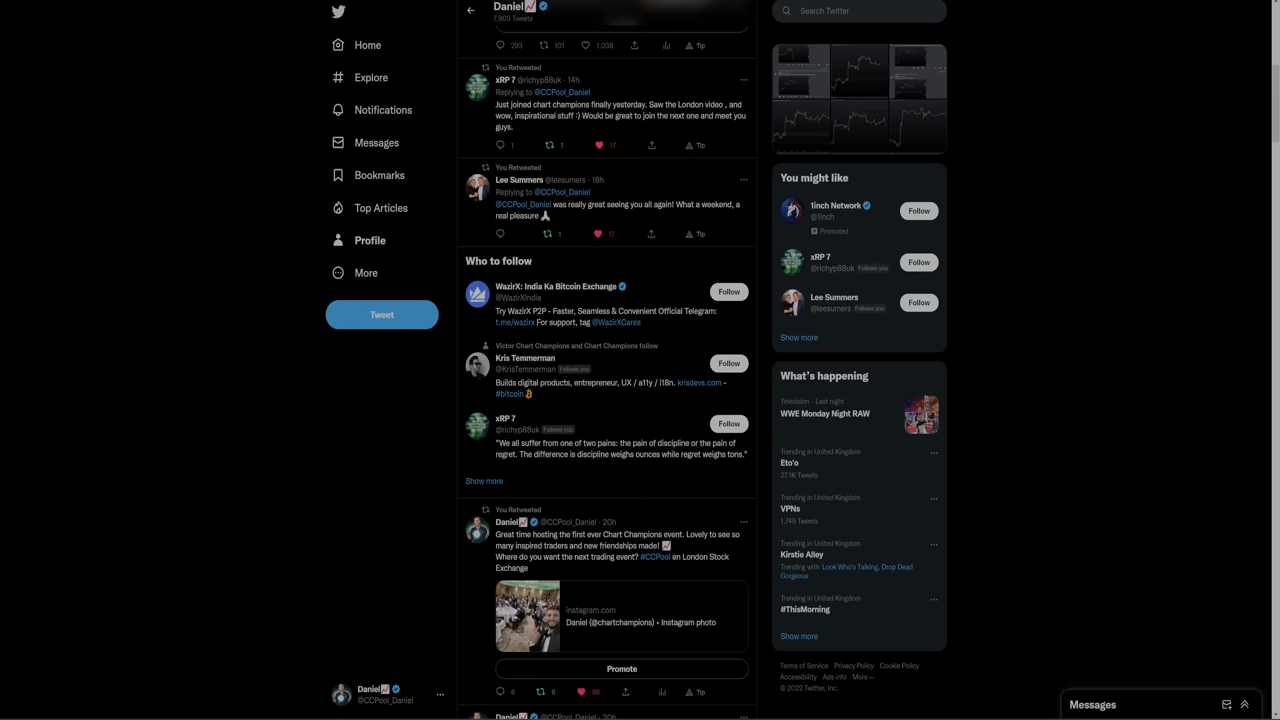 Home
Explore
Notifications
Messages
Bookmarks
Top Articles
Profile
More
Tweet
Daniel
@CCPool_Daniel
Daniel
7,903 Tweets
293 101 1,038 Tip
You Retweeted
xRP 7 @richyp88uk · 14h
Replying to @CCPool_Daniel
Just joined chart champions finally yesterday. Saw the London video , and
wow, inspirational stuff :) Would be great to join the next one and meet you
guys.
1 1 17 Tip
You Retweeted
Lee Summers @leesumers · 16h
Replying to @CCPool_Daniel
@CCPool_Daniel was really great seeing you all again! What a weekend, a
real pleasure 🙏
1 17 Tip
Who to follow
WazirX: India Ka Bitcoin Exchange
@WazirXIndia
Follow
Try WazirX P2P - Faster, Seamless & Convenient Official Telegram:
t.me/wazirx For support, tag @WazirXCares
Victor Chart Champions and Chart Champions follow
Kris Temmerman
@KrisTemmerman Follows you
Follow
Builds digital products, entrepreneur, UX / a11y / i18n. krisdevs.com -
#bitcoin
xRP 7
@richyp88uk Follows you
Follow
"We all suffer from one of two pains: the pain of discipline or the pain of
regret. The difference is discipline weighs ounces while regret weighs tons."
Show more
You Retweeted
Daniel @CCPool_Daniel · 20h
Great time hosting the first ever Chart Champions event. Lovely to see so
many inspired traders and new friendships made!
Where do you want the next trading event? #CCPool en London Stock
Exchange
instagram.com
Daniel (@chartchampions) • Instagram photo
Promote
8 6 98 Tip
Daniel @CCPool_Daniel · 20h
Search Twitter
You might like
1inch Network
@1inch
Follow
Promoted
xRP 7
@richyp88uk Follows you
Follow
Lee Summers
@leesumers Follows you
Follow
Show more
What's happening
Television · Last night
WWE Monday Night RAW
Trending in United Kingdom
Eto'o
27.1K Tweets
Trending in United Kingdom
VPNs
1,749 Tweets
Trending in United Kingdom
Kirstie Alley
Trending with Look Who's Talking, Drop Dead
Gorgeous
Trending in United Kingdom
#ThisMorning
Show more
Terms of Service Privacy Policy Cookie Policy
Accessibility Ads info More ···
© 2022 Twitter, Inc.
Messages